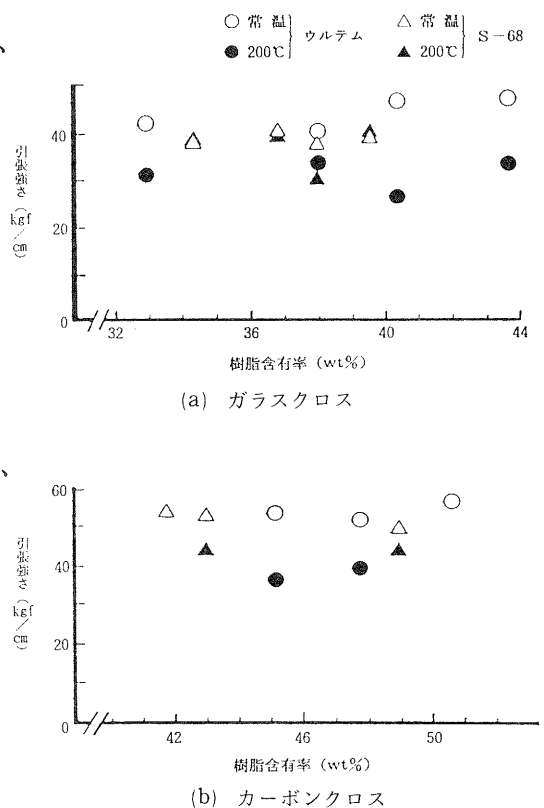 ○ 常温 ウルテム △ 常温 S－68
● 200℃ ▲ 200℃
引張強さ (kgf/cm)
40
20
0
32 36 40 44
樹脂含有率 (wt%)
(a) ガラスクロス
引張強さ (kgf/cm)
60
40
20
0
42 46 50
樹脂含有率 (wt%)
(b) カーボンクロス